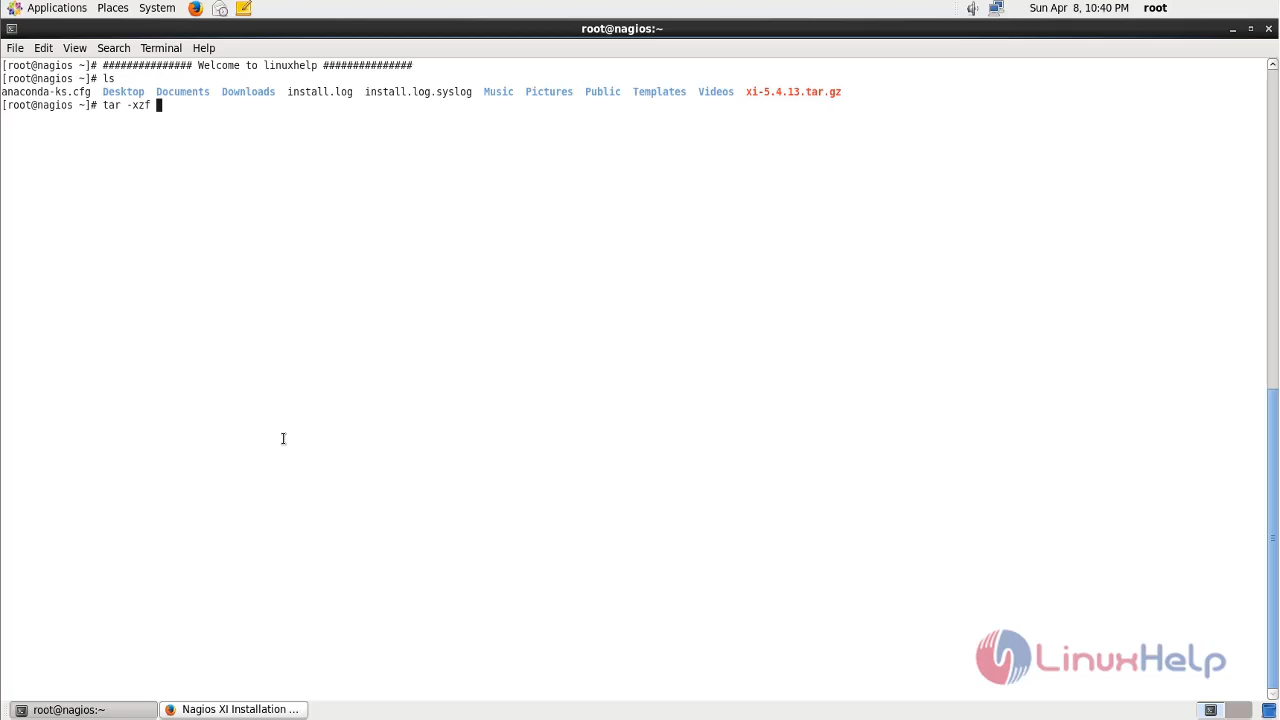 Applications Places System Sun Apr 8, 10:40 PM root
root@nagios:~
File Edit View Search Terminal Help
[root@nagios ~]# ############### Welcome to linuxhelp ###############
[root@nagios ~]# ls
anaconda-ks.cfg Desktop Documents Downloads install.log install.log.syslog Music Pictures Public Templates Videos xi-5.4.13.tar.gz
[root@nagios ~]# tar -xzf
LinuxHelp
root@nagios:~ Nagios XI Installation ...